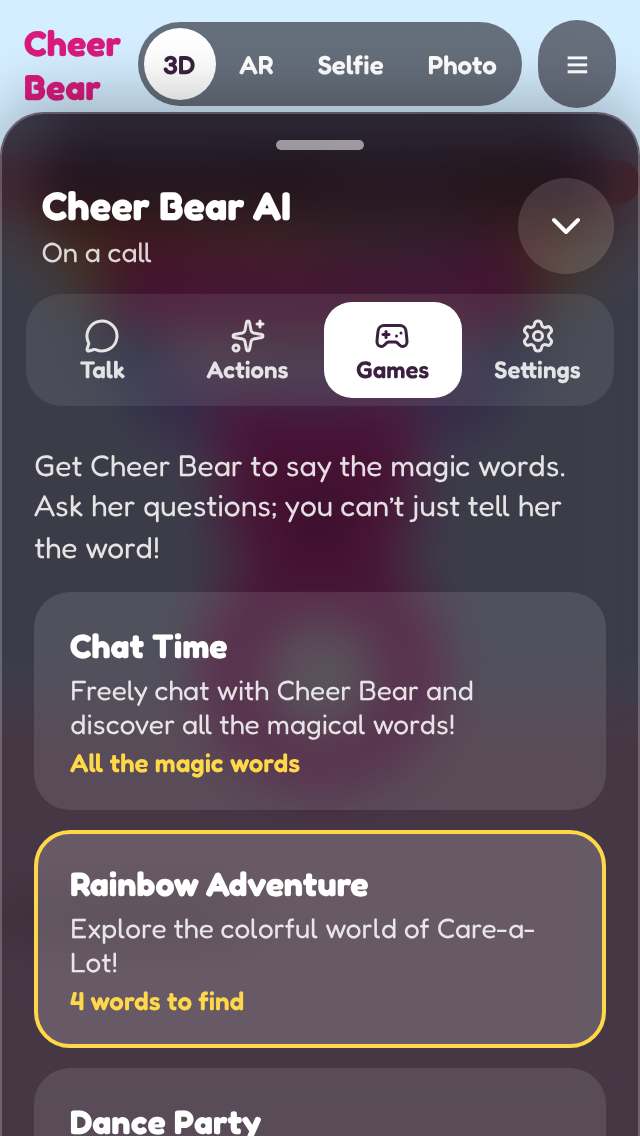 Cheer
Bear
3D
AR
Selfie
Photo
Cheer Bear AI
On a call
Talk
Actions
Games
Settings
Get Cheer Bear to say the magic words.
Ask her questions; you can't just tell her
the word!
Chat Time
Freely chat with Cheer Bear and
discover all the magical words!
All the magic words
Rainbow Adventure
Explore the colorful world of Care-a-
Lot!
4 words to find
Dance Party